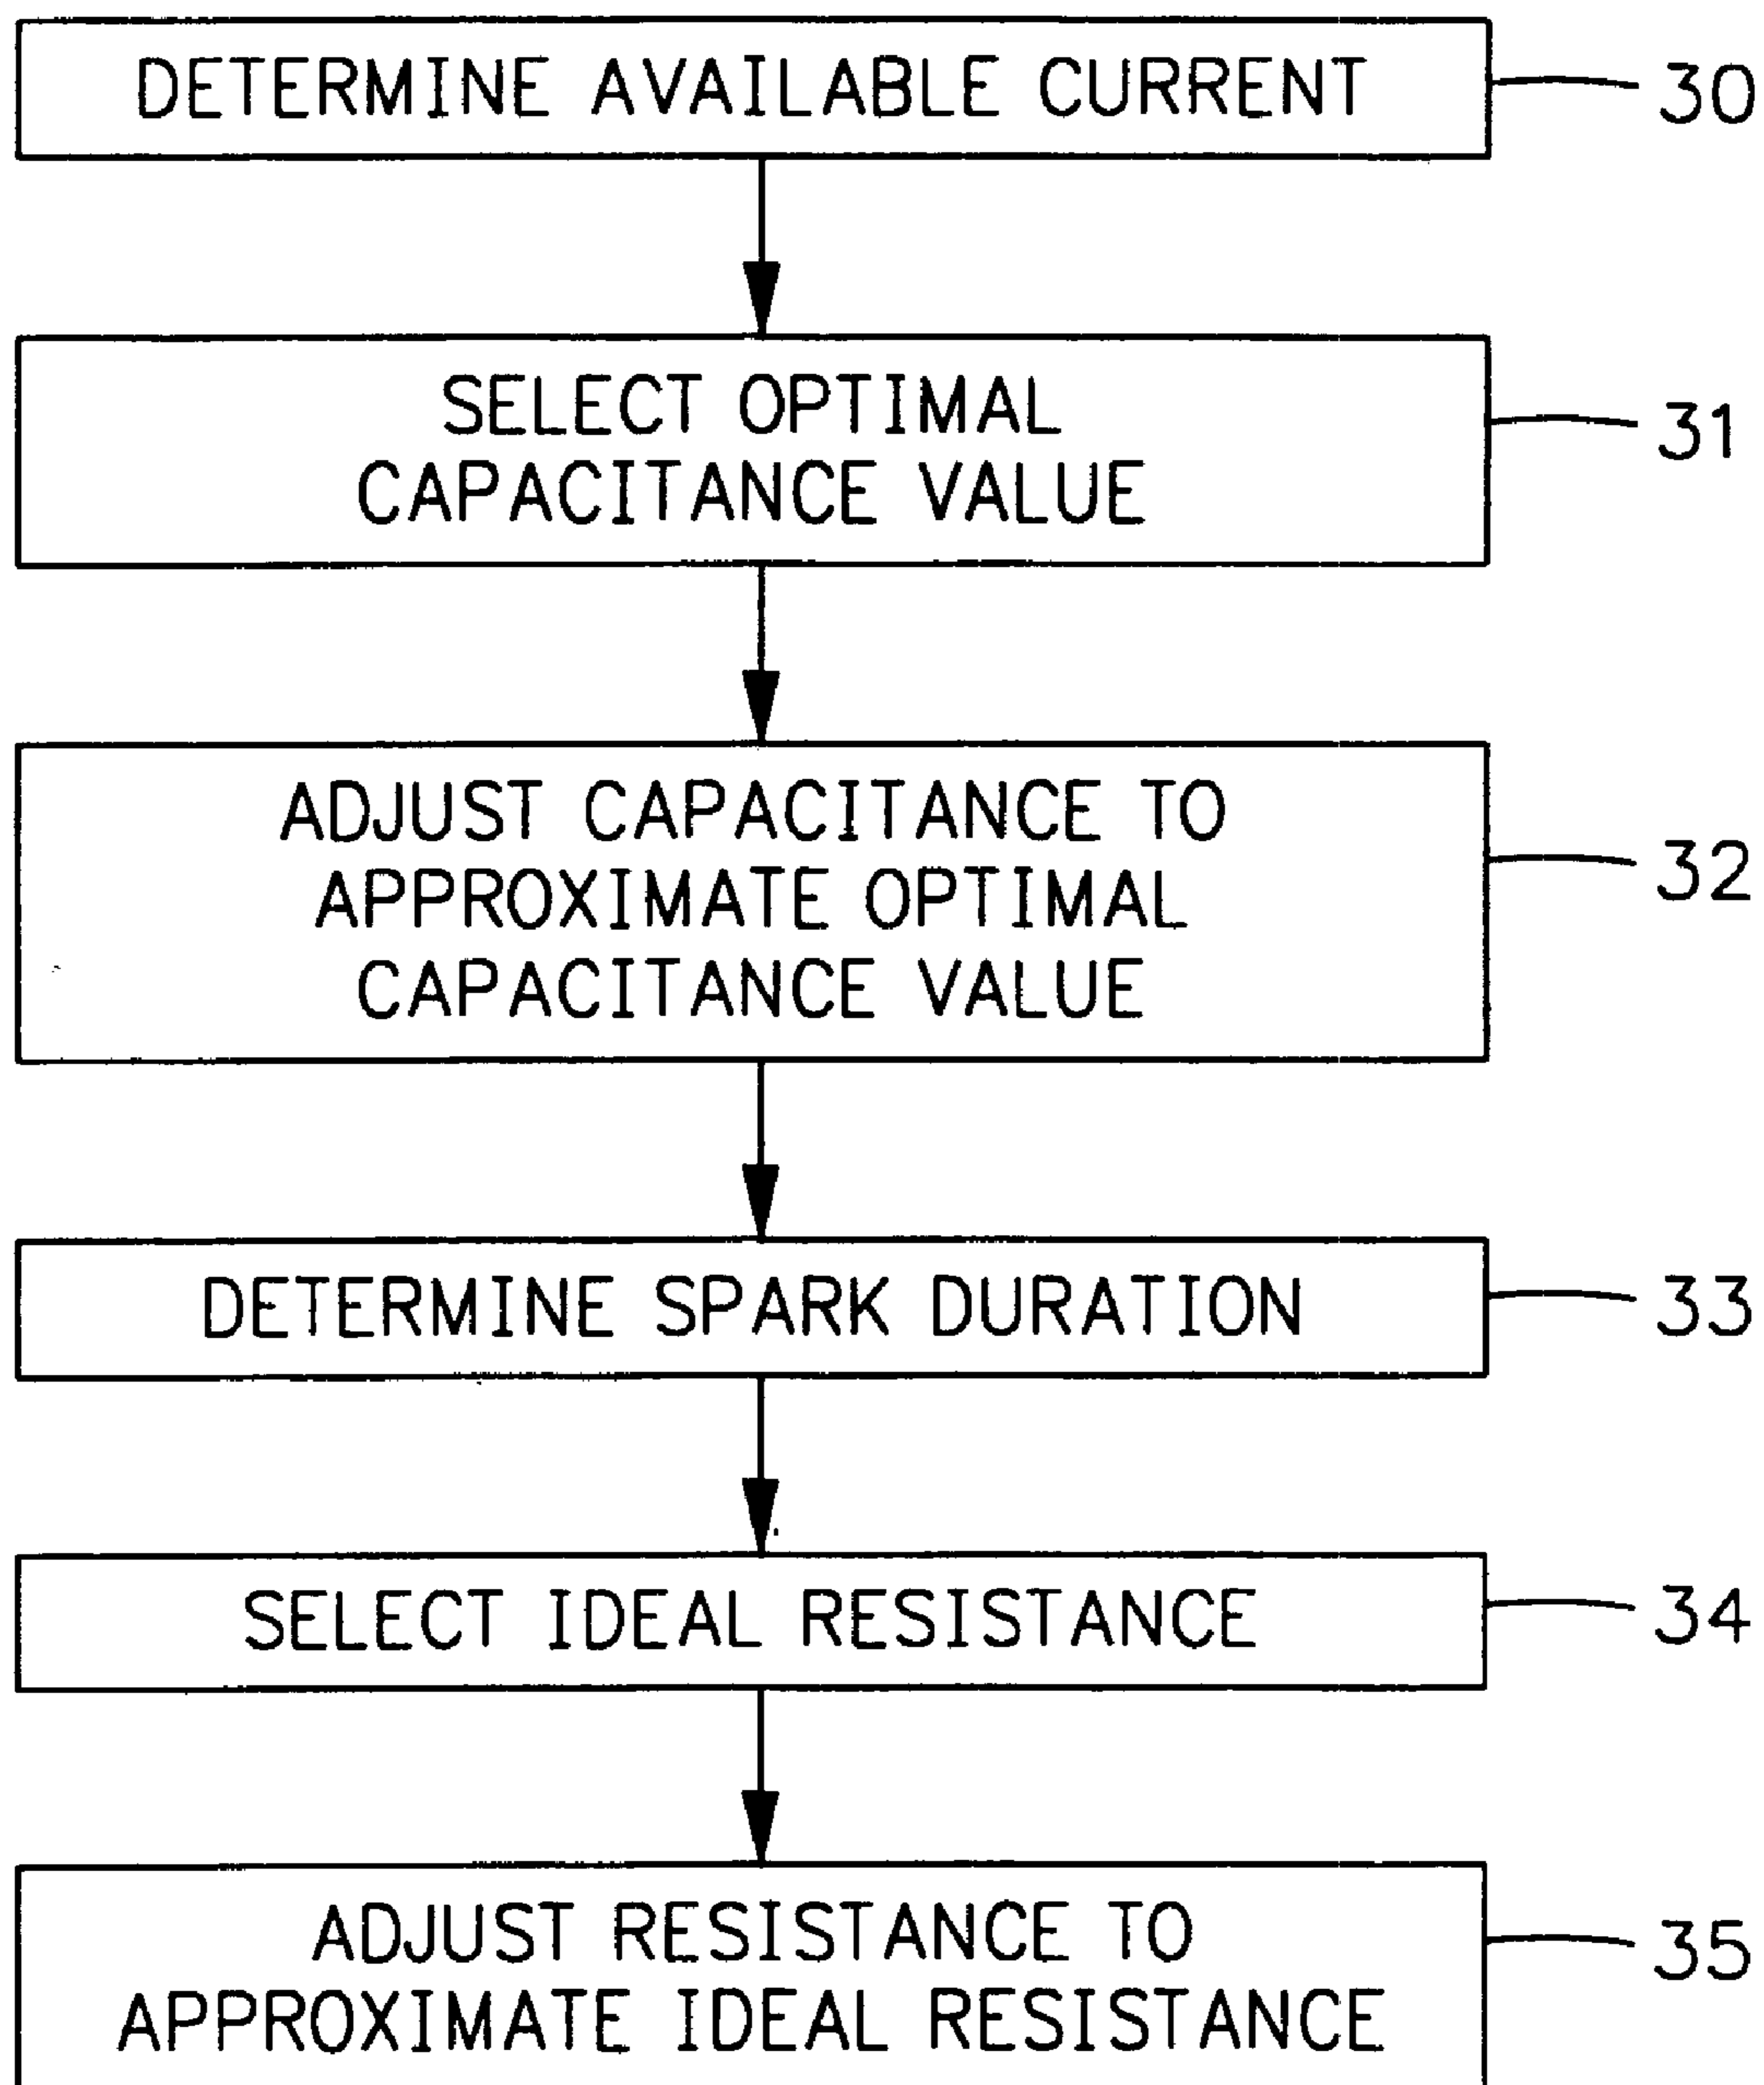 DETERMINE AVAILABLE CURRENT
30
SELECT OPTIMAL
CAPACITANCE VALUE
31
ADJUST CAPACITANCE TO
APPROXIMATE OPTIMAL
CAPACITANCE VALUE
32
DETERMINE SPARK DURATION
33
SELECT IDEAL RESISTANCE
34
ADJUST RESISTANCE TO
APPROXIMATE IDEAL RESISTANCE
35